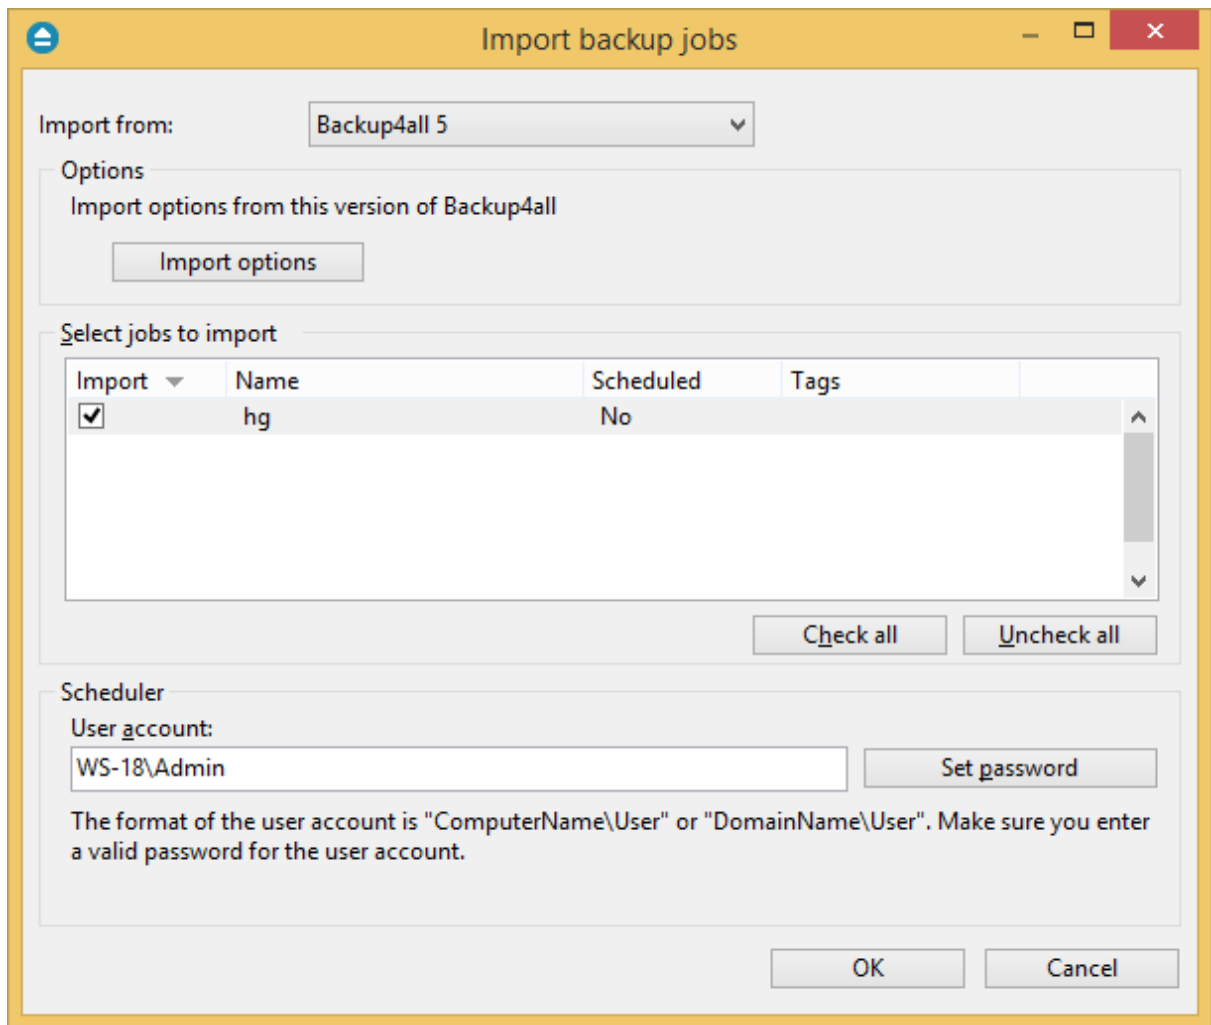 Import backup jobs
Import from: Backup4all 5
Options
Import options from this version of Backup4all
Import options
Select jobs to import
Import Name Scheduled Tags
hg No
Check all Uncheck all
Scheduler
User account:
WS-18\Admin Set password
The format of the user account is "ComputerName\User" or "DomainName\User". Make sure you enter
a valid password for the user account.
OK Cancel